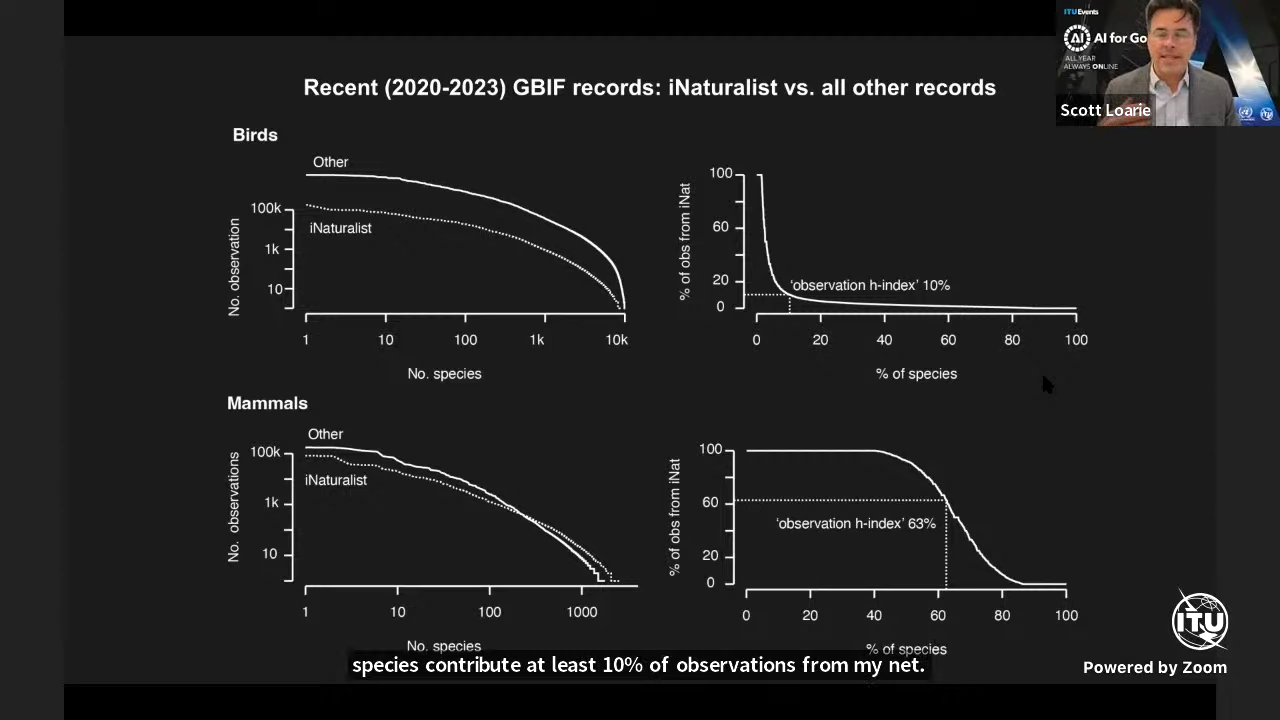 ITUEvents
AI
AI for Go
ALL YEAR
ALWAYS ONLINE
Scott Loarie
Recent (2020-2023) GBIF records: iNaturalist vs. all other records
Birds
Other
iNaturalist
No. observation
100k
1k
10
1
10
100
1k
10k
No. species
% of obs from iNat
100
60
20
0
'observation h-index' 10%
0
20
40
60
80
100
% of species
Mammals
Other
iNaturalist
No. observations
100k
1k
10
1
10
100
1000
No. species
% of obs from iNat
100
60
20
0
'observation h-index' 63%
0
20
40
60
80
100
% of species
species contribute at least 10% of observations from my net.
ITU
Powered by Zoom